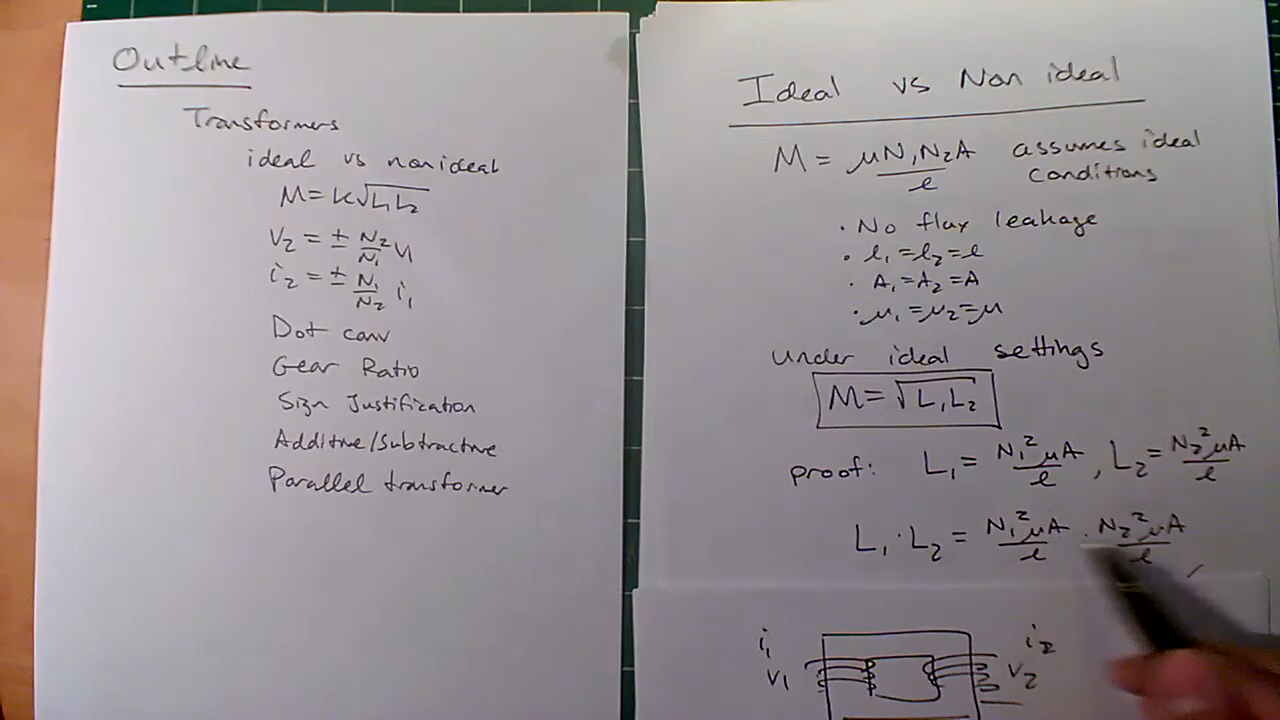 Outline
Transformers
ideal vs nonideal
M = k√L₁L₂
V₂ = ± N₂/N₁ V₁
i₂ = ± N₁/N₂ i₁
Dot conv
Gear Ratio
Sign Justification
Additive/Subtractive
Parallel transformer
Ideal vs Non ideal
M = μN₁N₂A/ℓ assumes ideal
conditions
· No flux leakage
· ℓ₁=ℓ₂=ℓ
· A₁=A₂=A
· μ₁=μ₂=μ
under ideal settings
M = √L₁L₂
proof: L₁ = N₁²μA/ℓ, L₂ = N₂²μA/ℓ
L₁·L₂ = N₁²μA/ℓ · N₂²μA/ℓ
i₁ i₂
V₁ V₂